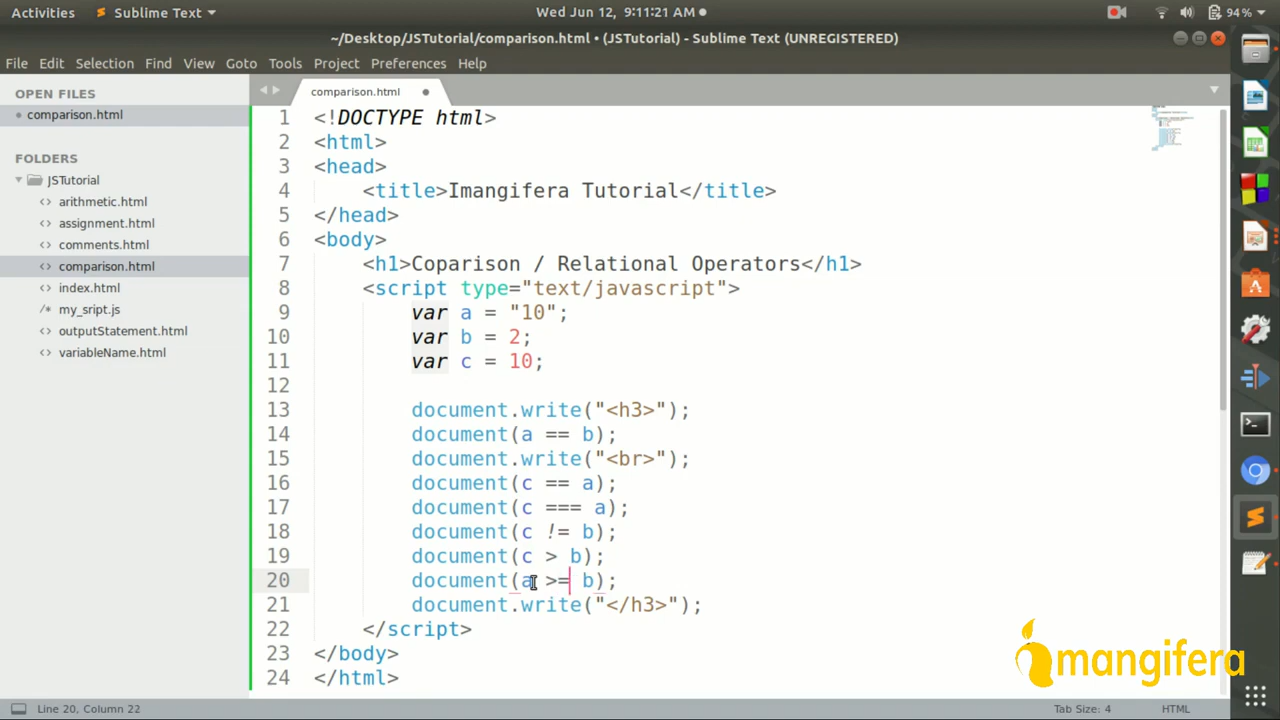 Activities
Sublime Text
Wed Jun 12, 9:11:21 AM
94%
~/Desktop/JSTutorial/comparison.html • (JSTutorial) - Sublime Text (UNREGISTERED)
File Edit Selection Find View Goto Tools Project Preferences Help
OPEN FILES
comparison.html
FOLDERS
JSTutorial
arithmetic.html
assignment.html
comments.html
comparison.html
index.html
/* my_sript.js
outputStatement.html
variableName.html
comparison.html
1 <!DOCTYPE html>
2 <html>
3 <head>
4 <title>Imangifera Tutorial</title>
5 </head>
6 <body>
7 <h1>Coparison / Relational Operators</h1>
8 <script type="text/javascript">
9 var a = "10";
10 var b = 2;
11 var c = 10;
12
13 document.write("<h3>");
14 document(a == b);
15 document.write("<br>");
16 document(c == a);
17 document(c === a);
18 document(c != b);
19 document(c > b);
20 document(a >= b);
21 document.write("</h3>");
22 </script>
23 </body>
24 </html>
mangifera
Line 20, Column 22
Tab Size: 4
HTML